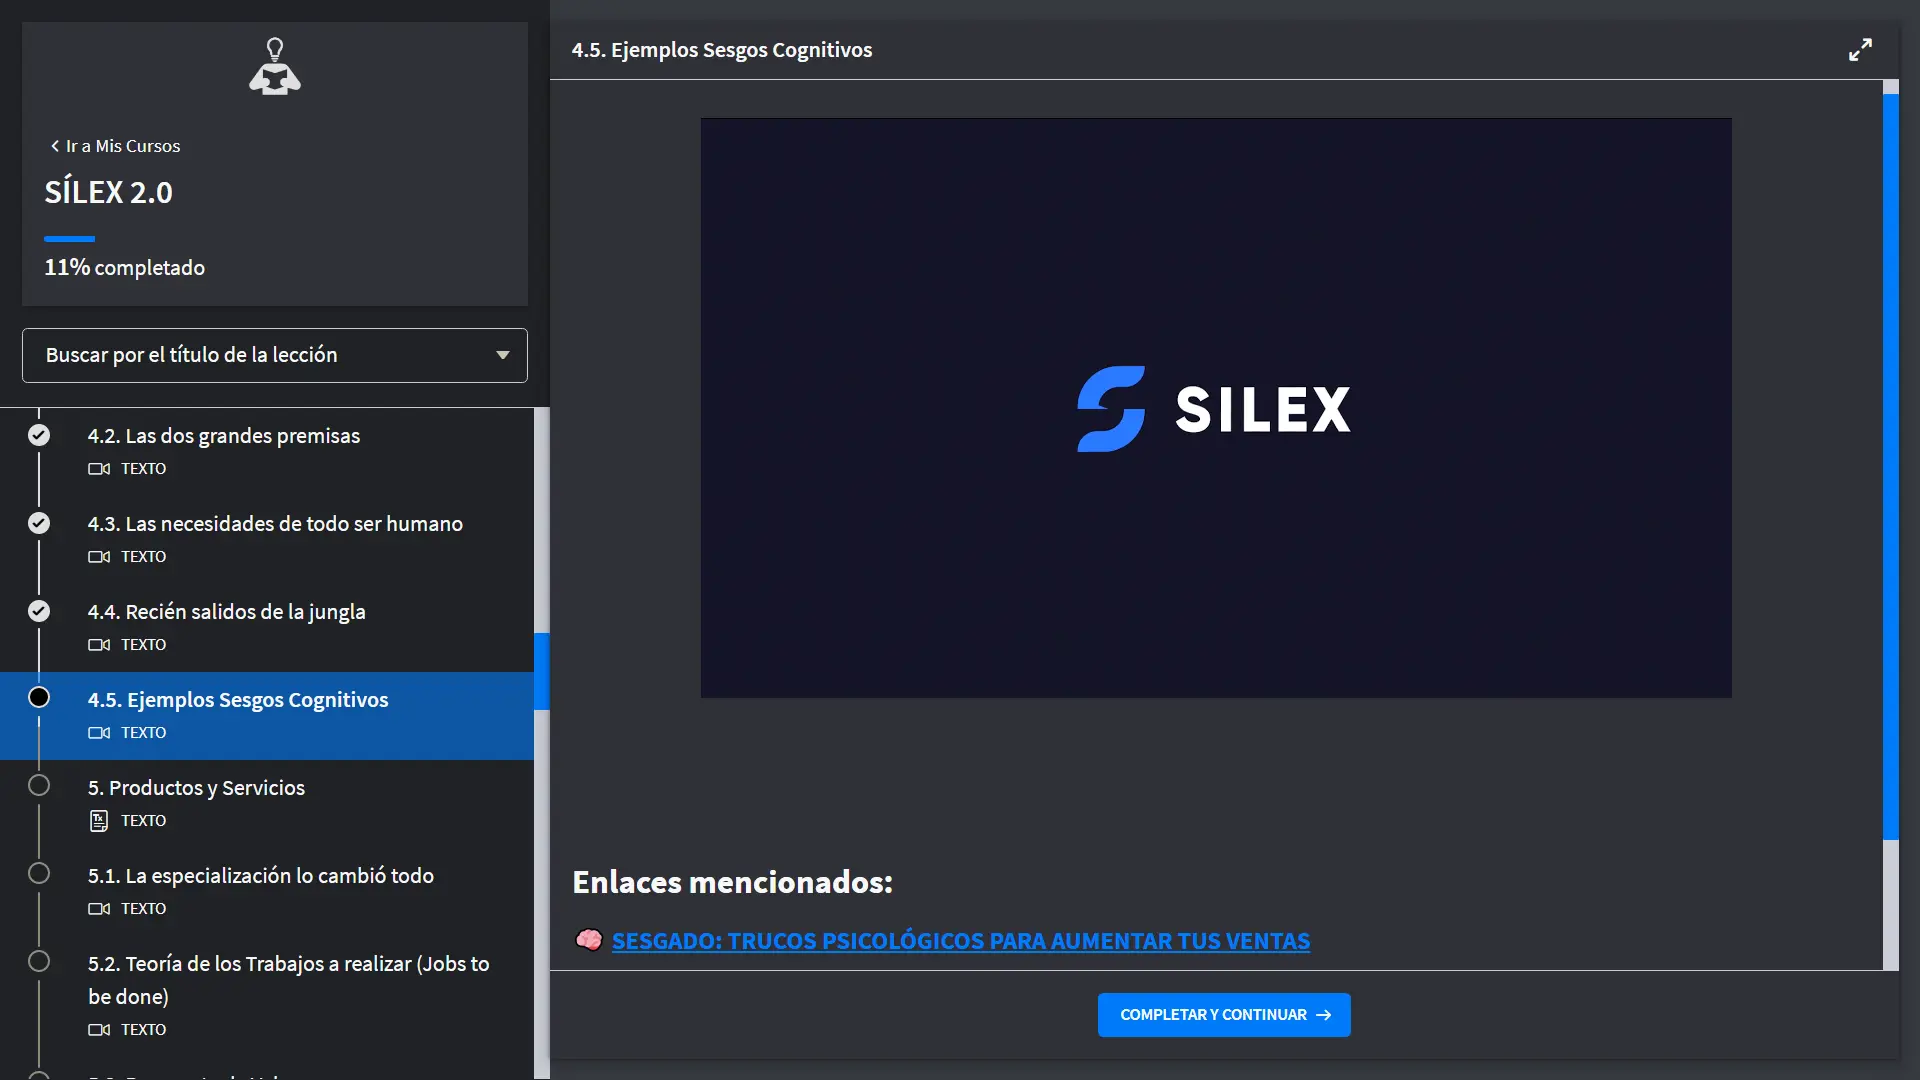 Ir a Mis Cursos
SÍLEX 2.0
11% completado
Buscar por el título de la lección
4.2. Las dos grandes premisas
TEXTO
4.3. Las necesidades de todo ser humano
TEXTO
4.4. Recién salidos de la jungla
TEXTO
4.5. Ejemplos Sesgos Cognitivos
TEXTO
5. Productos y Servicios
TEXTO
5.1. La especialización lo cambió todo
TEXTO
5.2. Teoría de los Trabajos a realizar (Jobs to
be done)
TEXTO
4.5. Ejemplos Sesgos Cognitivos
SILEX
Enlaces mencionados:
SESGADO: TRUCOS PSICOLÓGICOS PARA AUMENTAR TUS VENTAS
COMPLETAR Y CONTINUAR